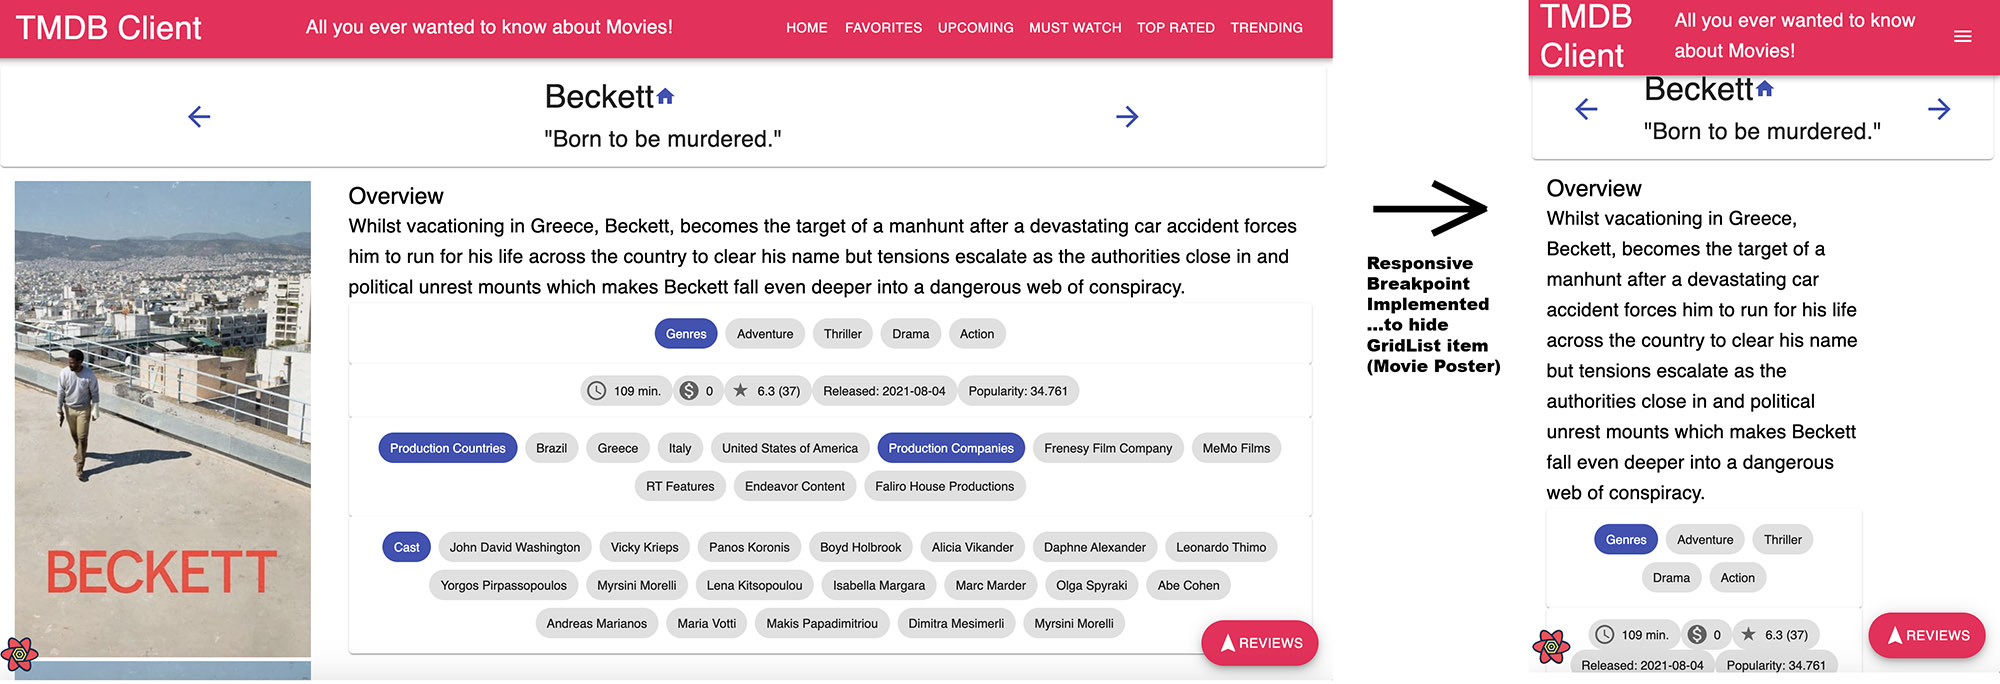 TMDB Client
All you ever wanted to know about Movies!
HOME FAVORITES UPCOMING MUST WATCH TOP RATED TRENDING
Beckett
"Born to be murdered."
BECKETT
Overview
Whilst vacationing in Greece, Beckett, becomes the target of a manhunt after a devastating car accident forces
him to run for his life across the country to clear his name but tensions escalate as the authorities close in and
political unrest mounts which makes Beckett fall even deeper into a dangerous web of conspiracy.
Genres Adventure Thriller Drama Action
109 min. 0 6.3 (37) Released: 2021-08-04 Popularity: 34.761
Production Countries Brazil Greece Italy United States of America Production Companies Frenesy Film Company MeMo Films
RT Features Endeavor Content Faliro House Productions
Cast John David Washington Vicky Krieps Panos Koronis Boyd Holbrook Alicia Vikander Daphne Alexander Leonardo Thimo
Yorgos Pirpassopoulos Myrsini Morelli Lena Kitsopoulou Isabella Margara Marc Marder Olga Spyraki Abe Cohen
Andreas Marianos Maria Votti Makis Papadimitriou Dimitra Mesimerli Myrsini Morelli
REVIEWS
Responsive
Breakpoint
Implemented
...to hide
GridList item
(Movie Poster)
TMDB
Client
All you ever wanted to know
about Movies!
Beckett
"Born to be murdered."
Overview
Whilst vacationing in Greece,
Beckett, becomes the target of a
manhunt after a devastating car
accident forces him to run for his life
across the country to clear his name
but tensions escalate as the
authorities close in and political
unrest mounts which makes Beckett
fall even deeper into a dangerous
web of conspiracy.
Genres Adventure Thriller
Drama Action
109 min. 0 6.3 (37)
Released: 2021-08-04 Popularity: 34.761
REVIEWS